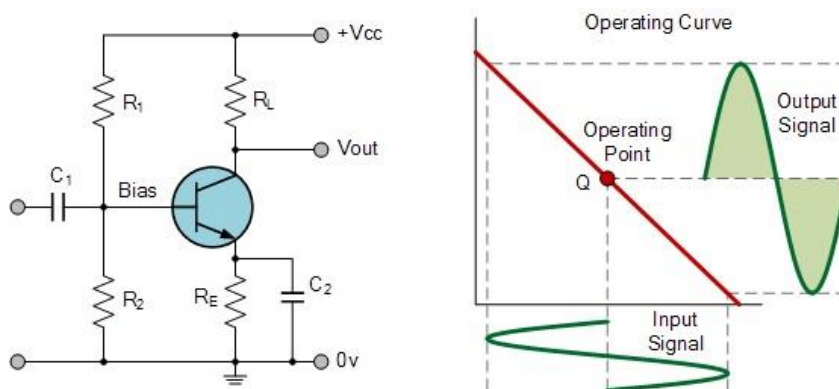 +Vcc
R1
RL
Vout
C1
Bias
R2
RE
C2
0v
Operating Curve
Output
Signal
Operating
Point
Q
Input
Signal